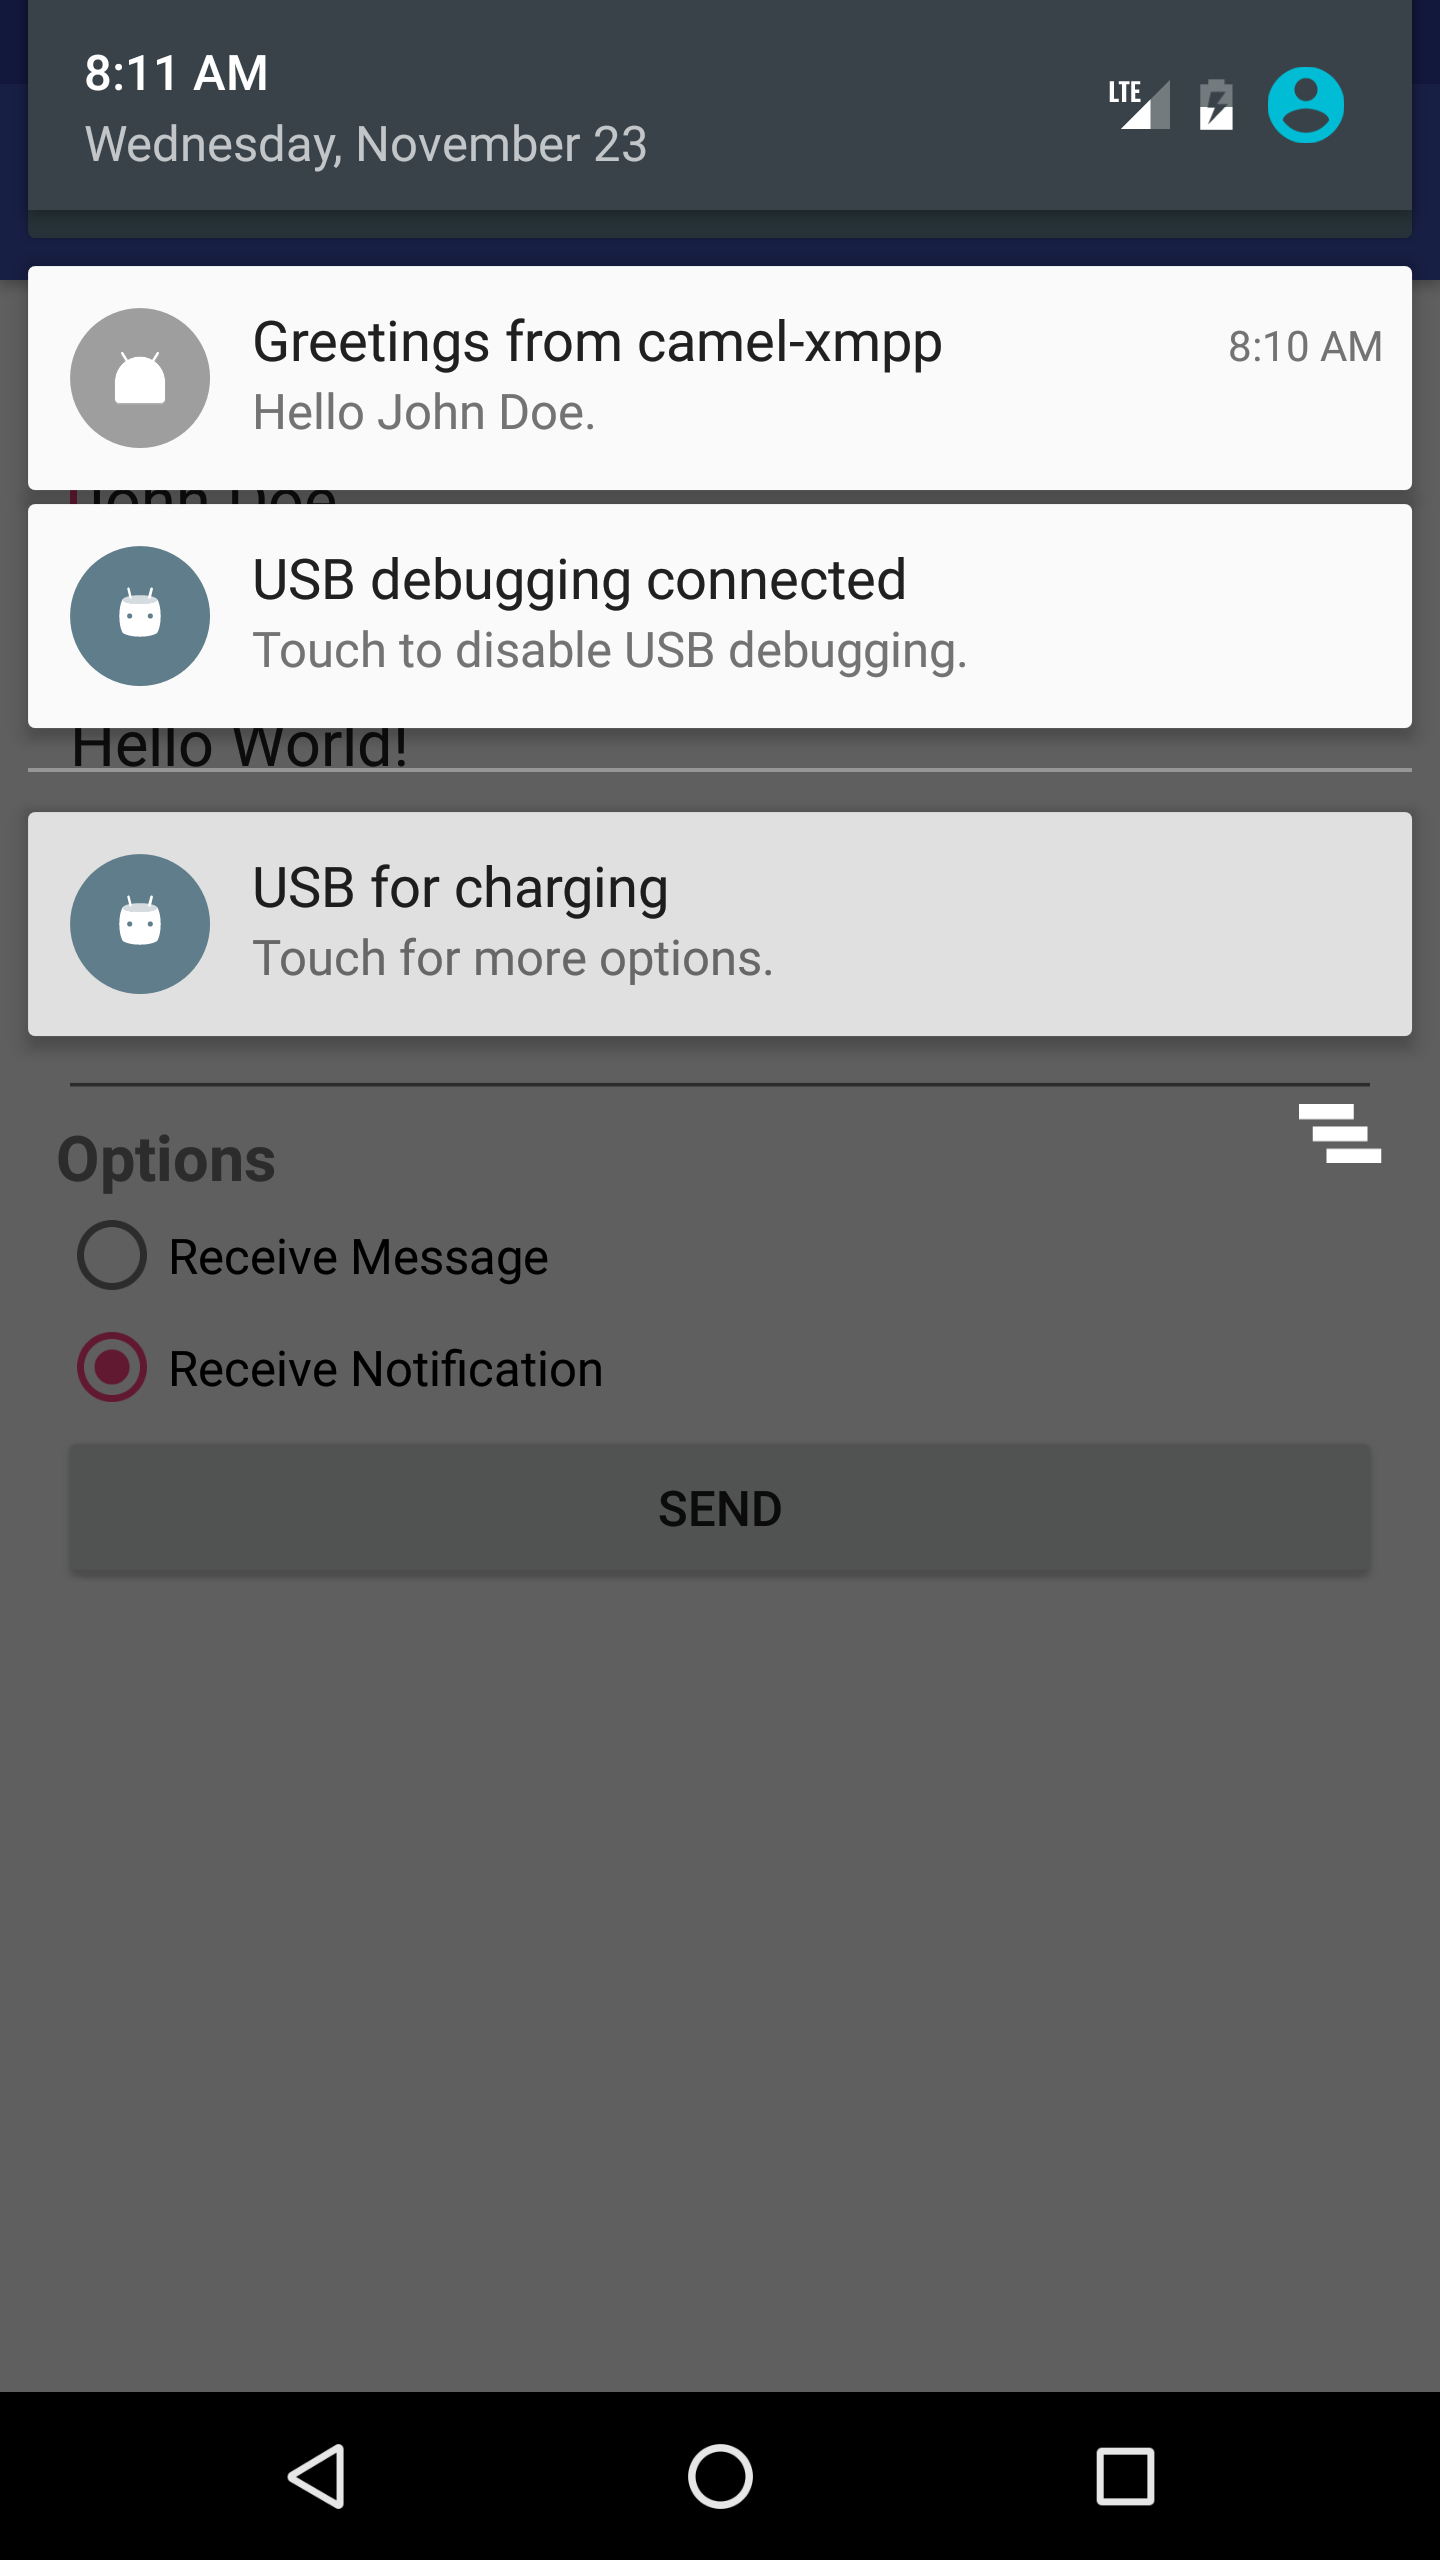 8:11 AM
Wednesday, November 23
LTE
Greetings from camel-xmpp
8:10 AM
Hello John Doe.
John Doe
USB debugging connected
Touch to disable USB debugging.
Hello World!
USB for charging
Touch for more options.
Options
Receive Message
Receive Notification
SEND